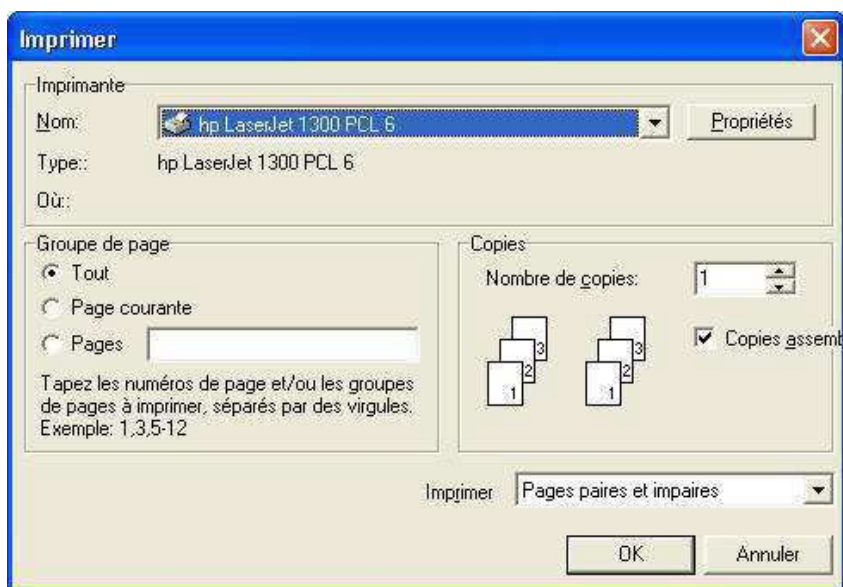 Imprimer
Imprimante
Nom: hp LaserJet 1300 PCL 6 Propriétés
Type:: hp LaserJet 1300 PCL 6
Où::
Groupe de page
Tout
Page courante
Pages
Tapez les numéros de page et/ou les groupes
de pages à imprimer, séparés par des virgules.
Exemple: 1,3,5-12
Copies
Nombre de copies: 1
1 2 3 1 2 3
Copies assemb
Imprimer Pages paires et impaires
OK Annuler